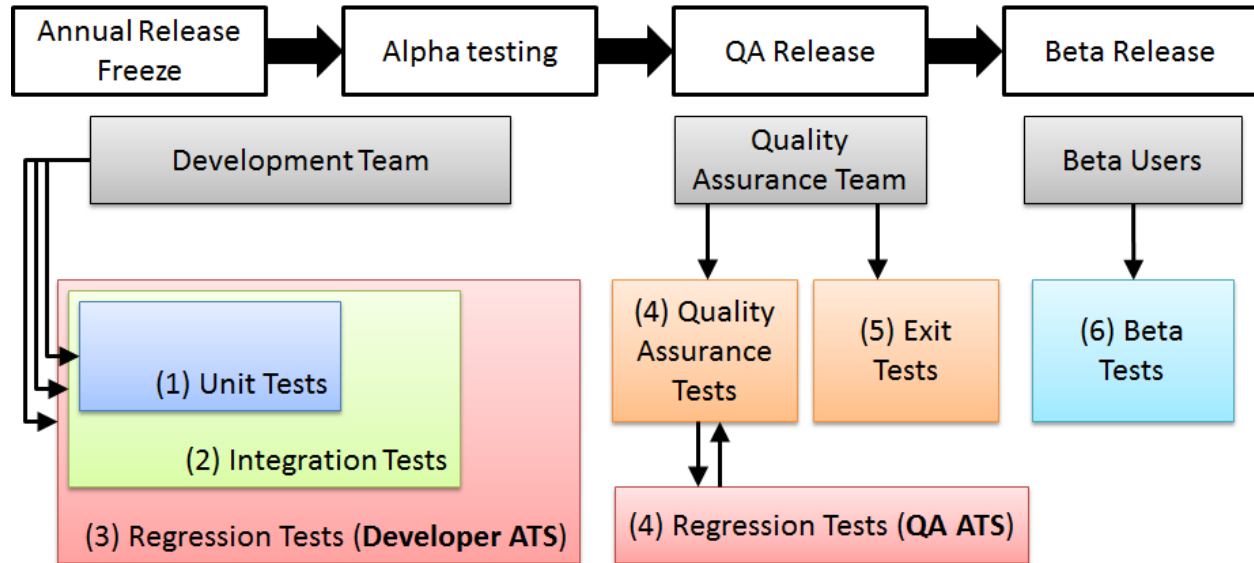 Annual Release
Freeze
Alpha testing
QA Release
Beta Release
Development Team
Quality
Assurance Team
Beta Users
(1) Unit Tests
(2) Integration Tests
(3) Regression Tests (Developer ATS)
(4) Quality
Assurance
Tests
(5) Exit
Tests
(6) Beta
Tests
(4) Regression Tests (QA ATS)